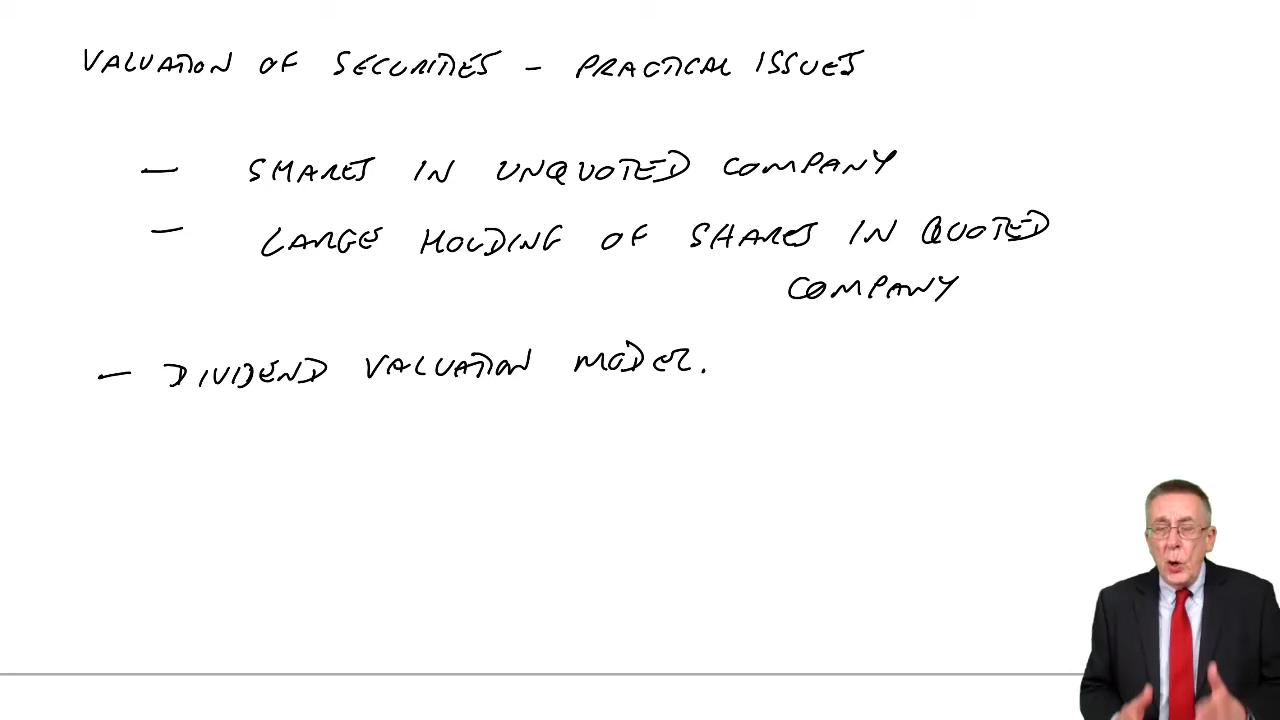 VALUATION OF SECURITIES - PRACTICAL ISSUES
- SHARES IN UNQUOTED COMPANY
- LARGE HOLDING OF SHARES IN QUOTED
COMPANY
- DIVIDEND VALUATION MODEL.